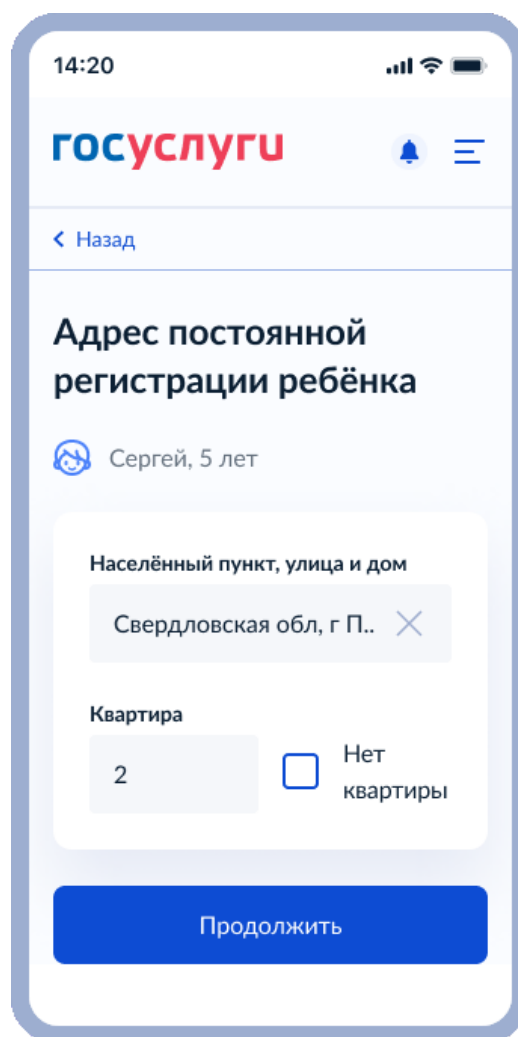 14:20
госуслуги
Назад
Адрес постоянной
регистрации ребёнка
Сергей, 5 лет
Населённый пункт, улица и дом
Свердловская обл, г П..
Квартира
2
Нет
квартиры
Продолжить